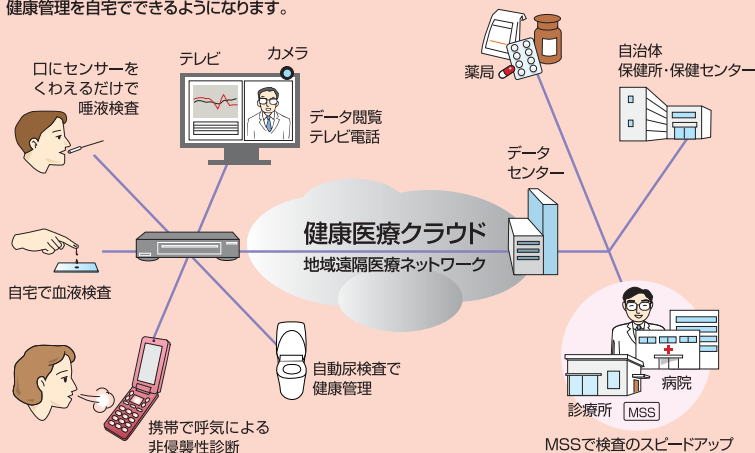 健康管理を自宅でできるようになります。
口にセンサーを
くわえるだけで
唾液検査
テレビ
カメラ
データ閲覧
テレビ電話
薬局
自治体
保健所・保健センター
データ
センター
健康医療クラウド
地域遠隔医療ネットワーク
自宅で血液検査
自動尿検査で
健康管理
携帯で呼気による
非侵襲性診断
病院
診療所
MSS
MSSで検査のスピードアップ